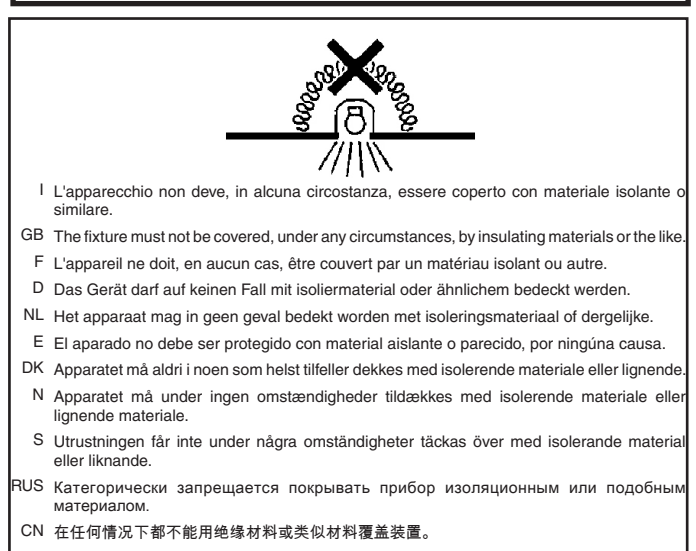 I L'apparecchio non deve, in alcuna circostanza, essere coperto con materiale isolante o
similare.
GB The fixture must not be covered, under any circumstances, by insulating materials or the like.
F L'appareil ne doit, en aucun cas, être couvert par un matériau isolant ou autre.
D Das Gerät darf auf keinen Fall mit isoliermaterial oder ähnlichem bedeckt werden.
NL Het apparaat mag in geen geval bedekt worden met isoleringsmateriaal of dergelijke.
E El aparado no debe ser protegido con material aislante o parecido, por ningúna causa.
DK Apparatet må aldri i noen som helst tilfeller dekkes med isolerende materiale eller lignende.
N Apparatet må under ingen omstændigheder tildækkes med isolerende materiale eller
lignende materiale.
S Utrustningen får inte under några omständigheter täckas över med isolerande material
eller liknande.
RUS Категорически запрещается покрывать прибор изоляционным или подобным
материалом.
CN 在任何情况下都不能用绝缘材料或类似材料覆盖装置。